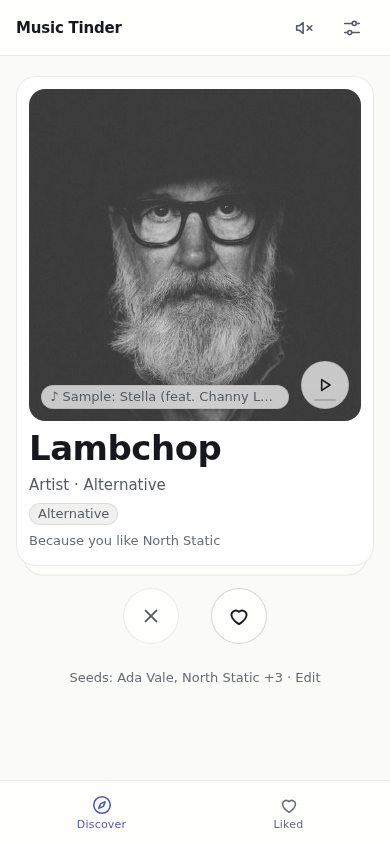 Music Tinder
♪ Sample: Stella (feat. Channy L…
Lambchop
Artist · Alternative
Alternative
Because you like North Static
Seeds: Ada Vale, North Static +3 · Edit
Discover
Liked